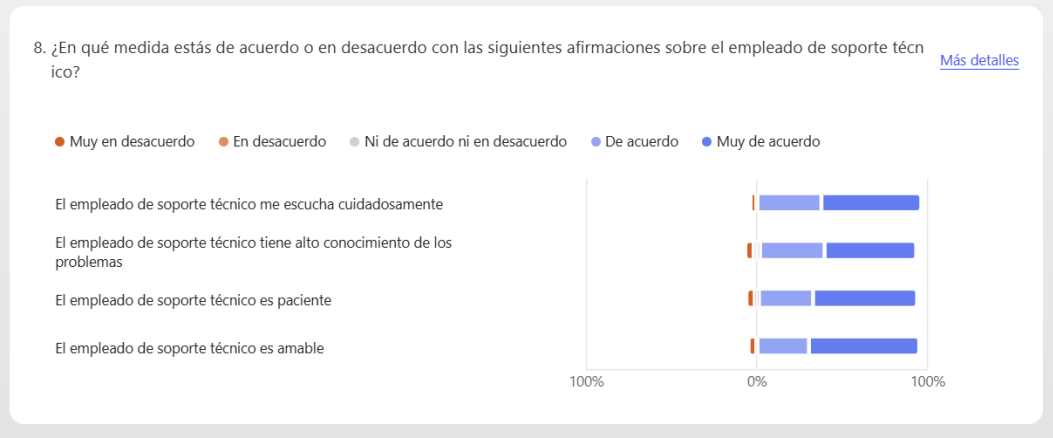 8. ¿En qué medida estás de acuerdo o en desacuerdo con las siguientes afirmaciones sobre el empleado de soporte técn
ico?
Más detalles
Muy en desacuerdo En desacuerdo Ni de acuerdo ni en desacuerdo De acuerdo Muy de acuerdo
El empleado de soporte técnico me escucha cuidadosamente
El empleado de soporte técnico tiene alto conocimiento de los
problemas
El empleado de soporte técnico es paciente
El empleado de soporte técnico es amable
100% 0% 100%